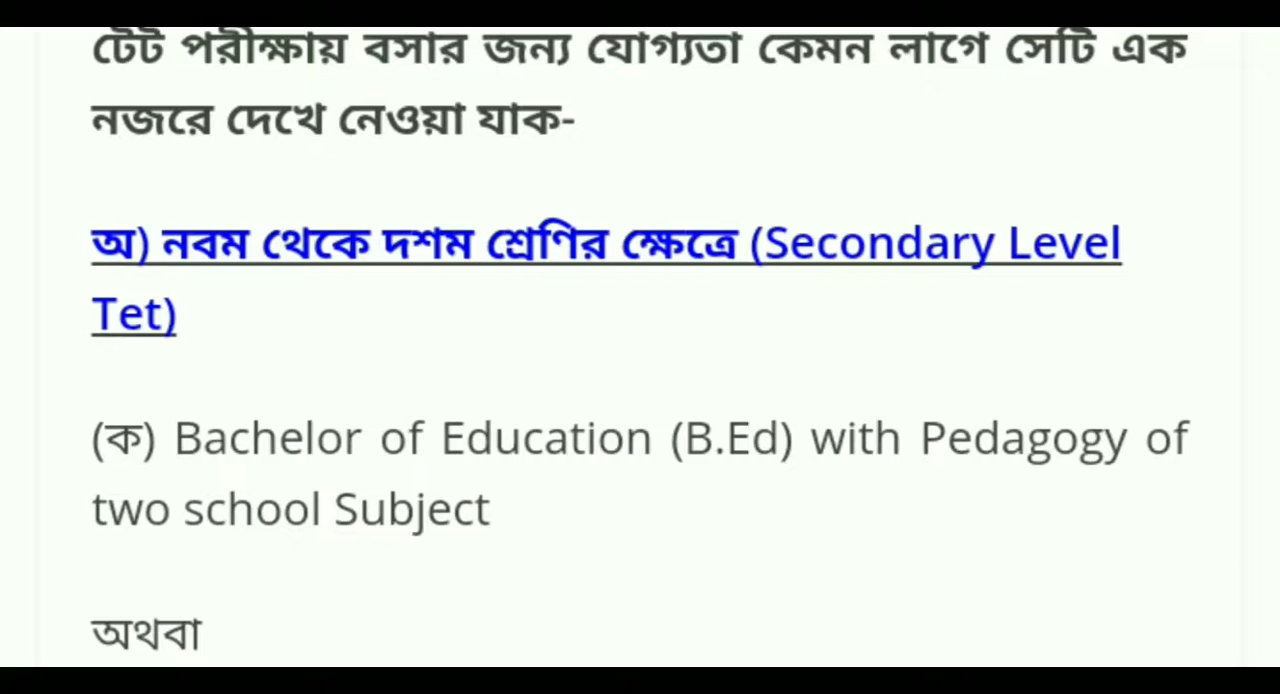 টেট পরীক্ষায় বসার জন্য যোগ্যতা কেমন লাগে সেটি এক
নজরে দেখে নেওয়া যাক-
অ) নবম থেকে দশম শ্রেণির ক্ষেত্রে (Secondary Level
Tet)
(ক) Bachelor of Education (B.Ed) with Pedagogy of
two school Subject
অথবা